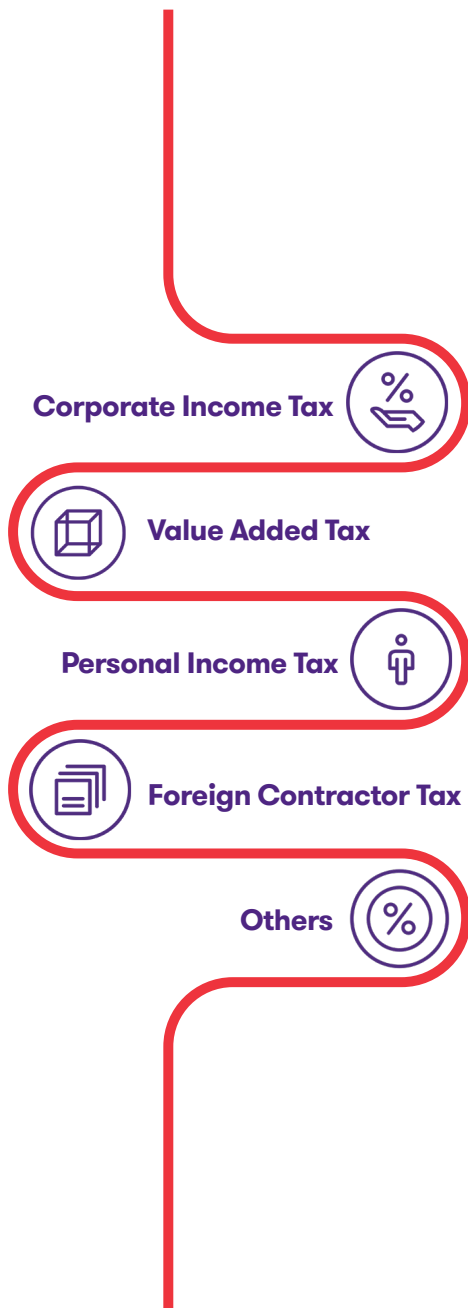 Corporate Income Tax
Value Added Tax
Personal Income Tax
Foreign Contractor Tax
Others